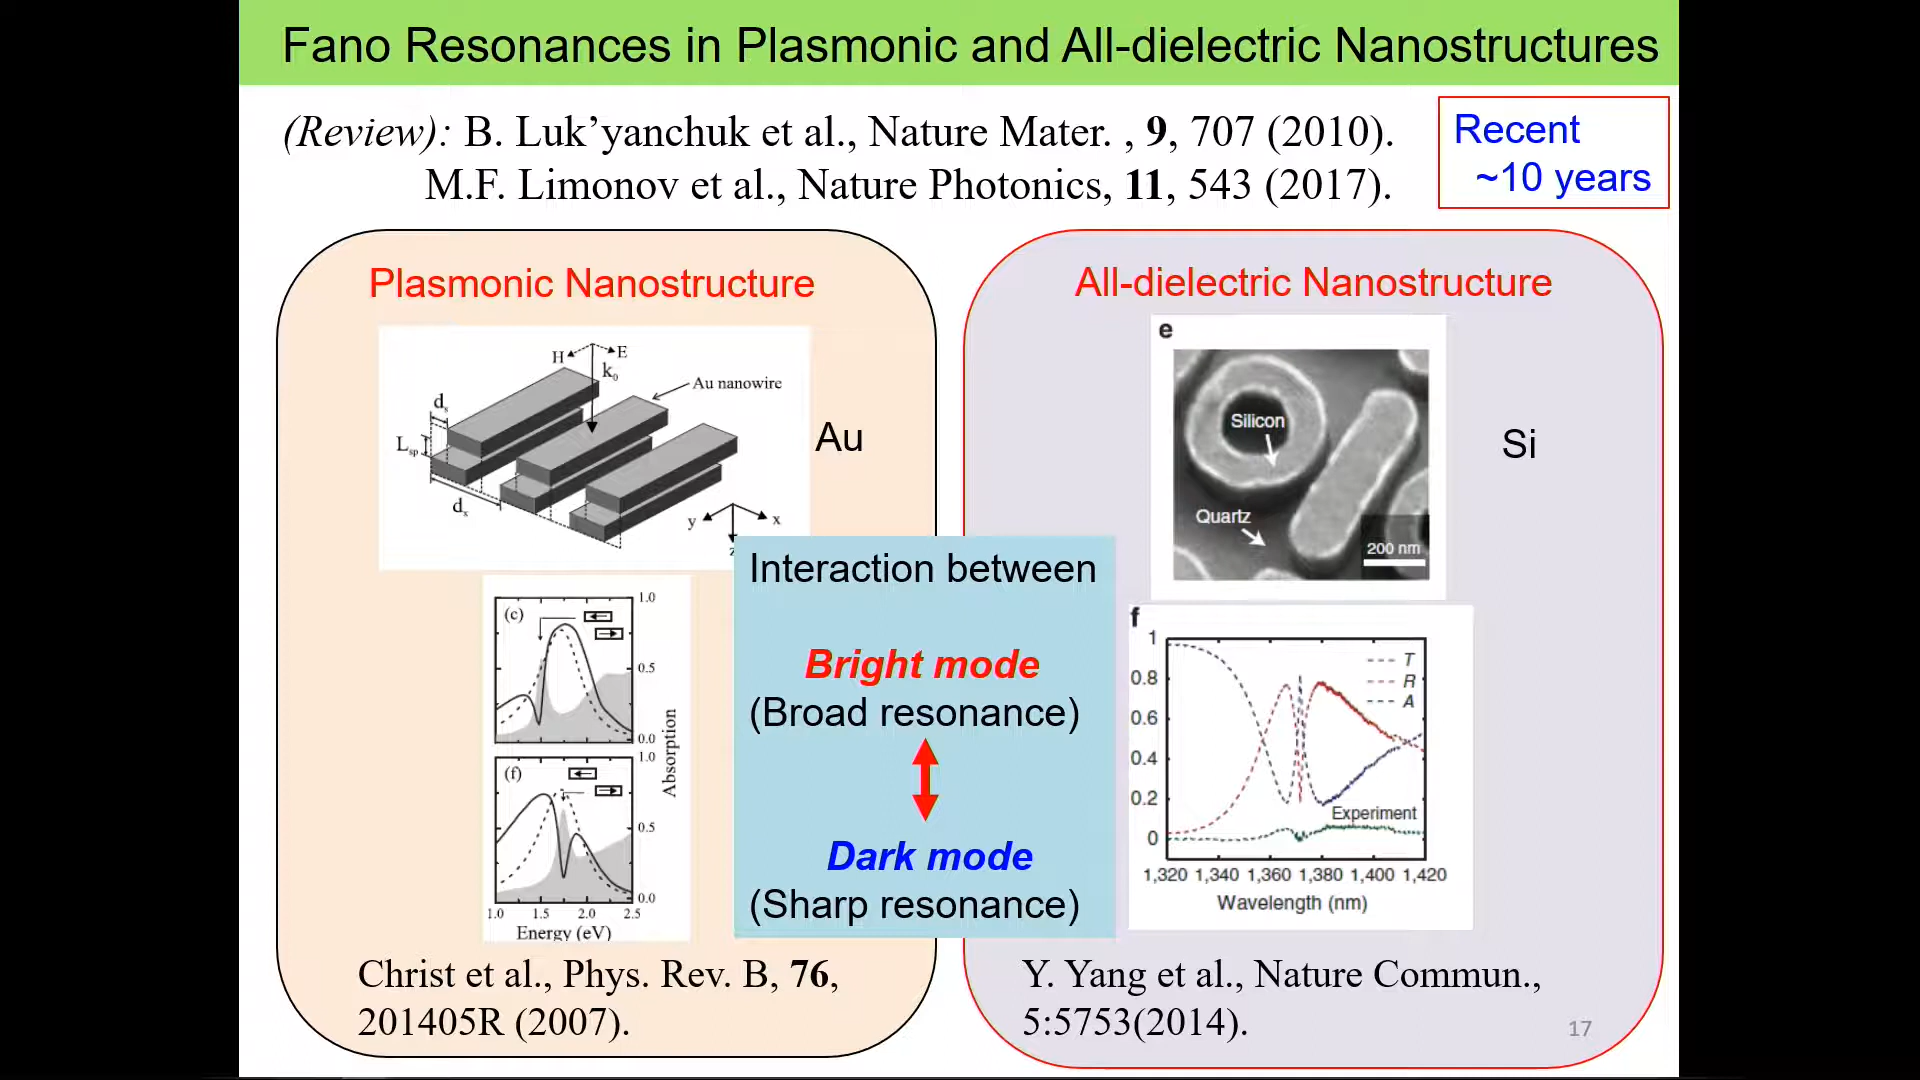 Fano Resonances in Plasmonic and All-dielectric Nanostructures
(Review): B. Luk’yanchuk et al., Nature Mater. , 9, 707 (2010).
M.F. Limonov et al., Nature Photonics, 11, 543 (2017).
Recent
~10 years
Plasmonic Nanostructure
H
E
k₀
Au nanowire
dₛ
Lsp
dₓ
y
x
z
Au
(c)
1.0
0.5
0.0
(f)
1.0
0.5
0.0
Absorption
1.0 1.5 2.0 2.5
Energy (eV)
Christ et al., Phys. Rev. B, 76,
201405R (2007).
Interaction between
Bright mode
(Broad resonance)
Dark mode
(Sharp resonance)
All-dielectric Nanostructure
e
Silicon
Quartz
200 nm
Si
f
1
0.8
0.6
0.4
0.2
0
T
R
A
Experiment
1,320 1,340 1,360 1,380 1,400 1,420
Wavelength (nm)
Y. Yang et al., Nature Commun.,
5:5753(2014).
17